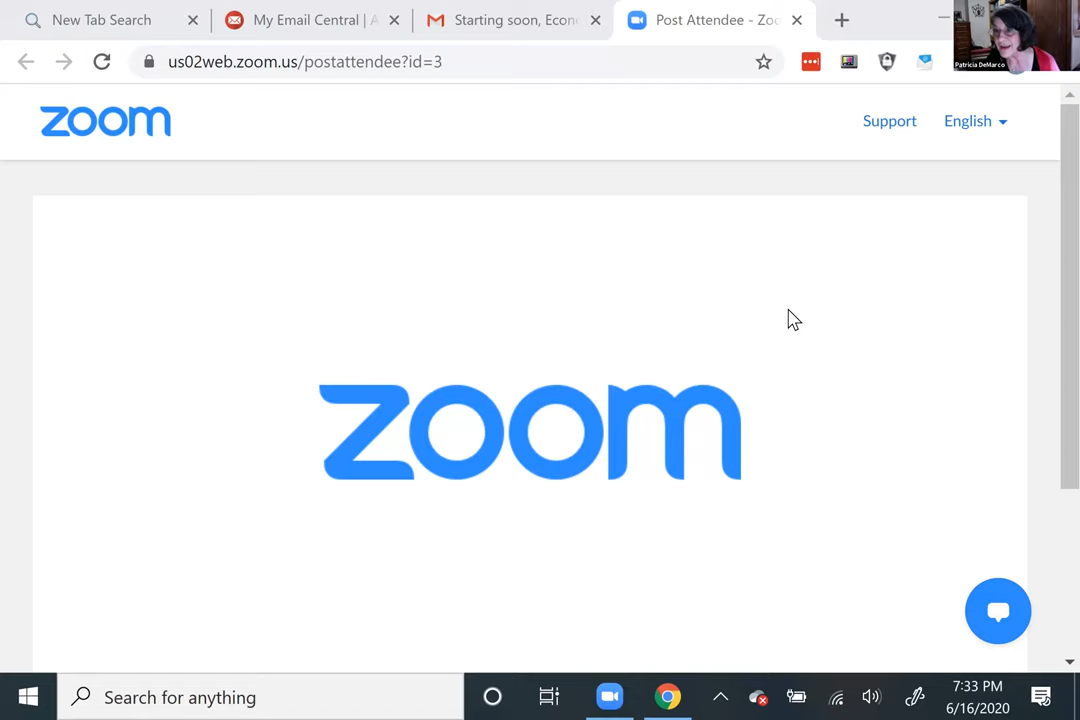 New Tab Search
My Email Central | A
Starting soon, Econ
Post Attendee - Zoo
Patricia DeMarco
us02web.zoom.us/postattendee?id=3
zoom
Support
English
zoom
Search for anything
7:33 PM
6/16/2020